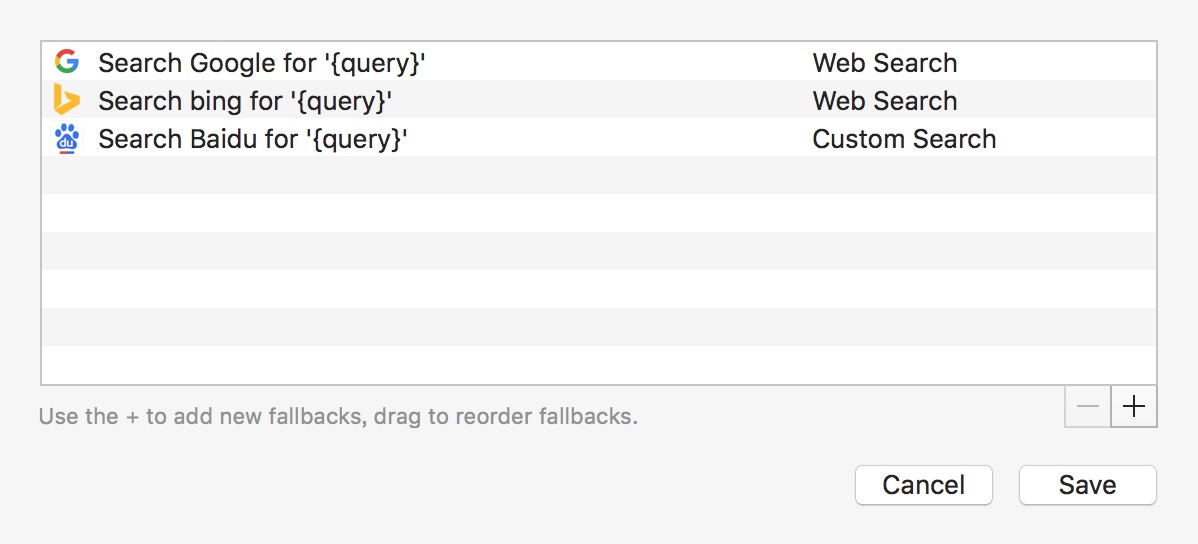 Search Google for '{query}' Web Search
Search bing for '{query}' Web Search
du Search Baidu for '{query}' Custom Search
Use the + to add new fallbacks, drag to reorder fallbacks.
Cancel Save